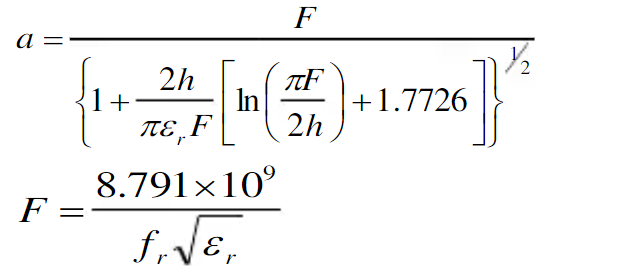 a = F / {1 + 2h / πε_r F [ln(πF / 2h) + 1.7726]}^{1/2}
F = 8.791×10^9 / f_r √ε_r